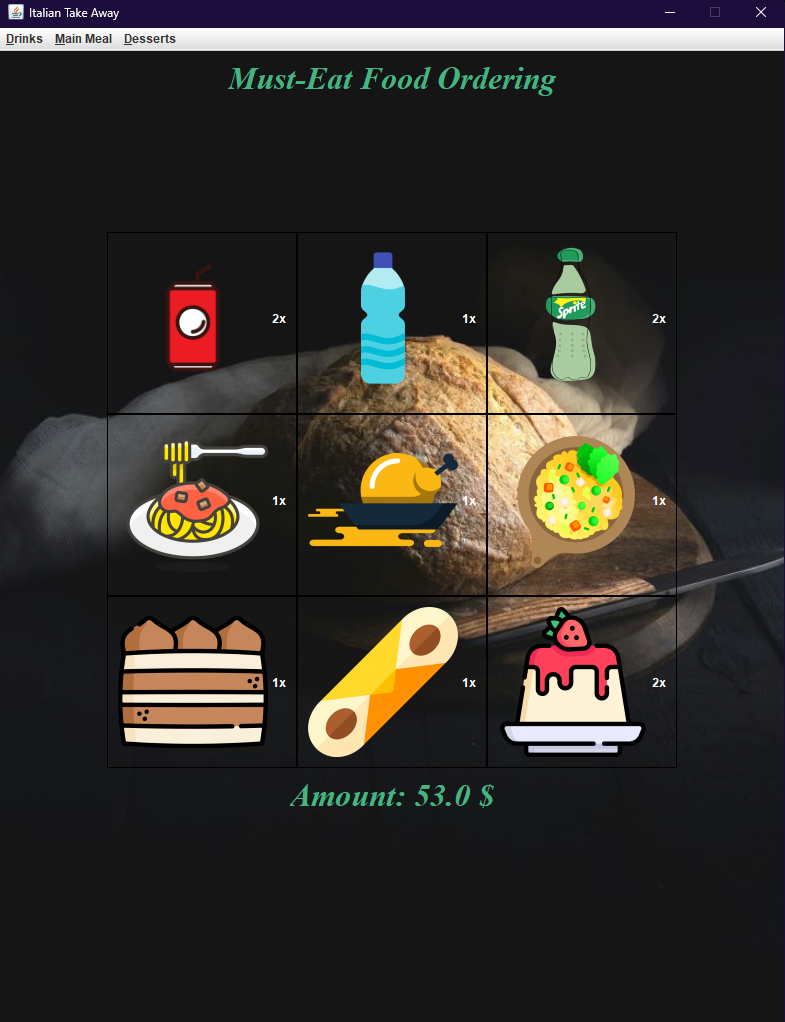 Italian Take Away
Drinks Main Meal Desserts
Must-Eat Food Ordering
Sprite
2x 1x 2x
1x 1x 1x
1x 1x 2x
Amount: 53.0 $